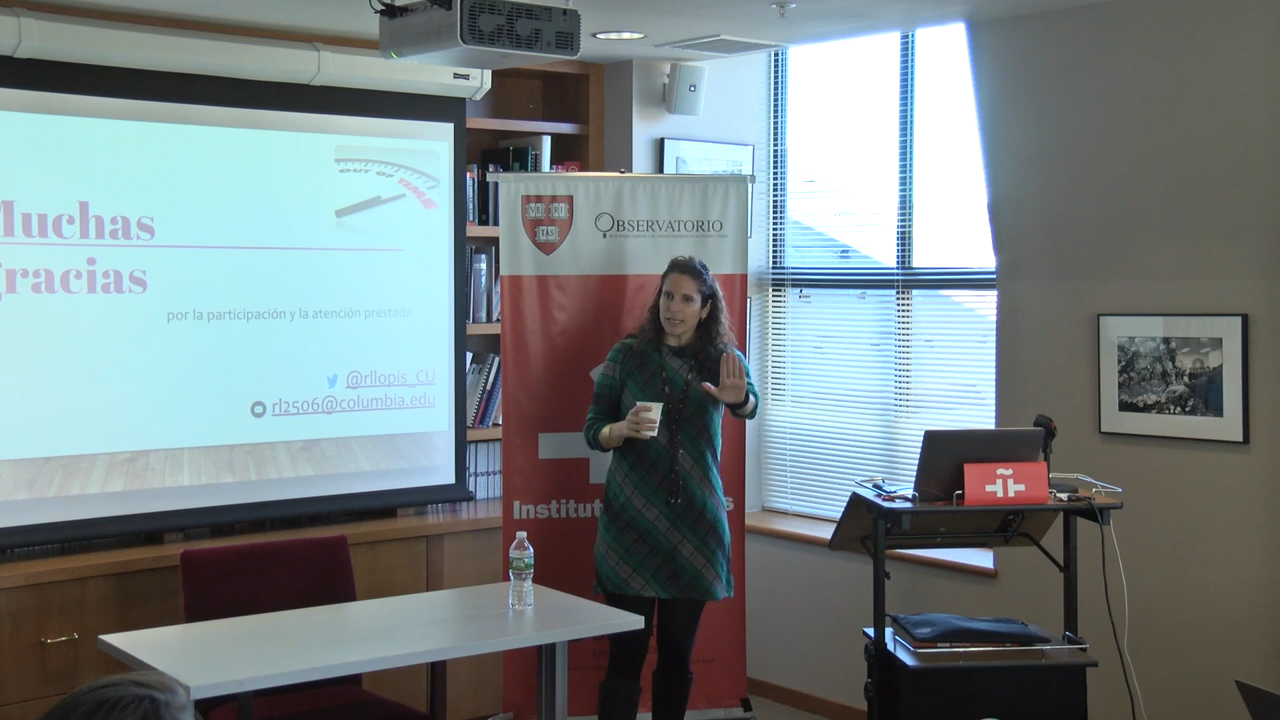 OUT OF TIME
Muchas
gracias
por la participación y la atención prestada
@rllopis_CU
rl2506@columbia.edu
VE RI TAS
OBSERVATORIO
Institut